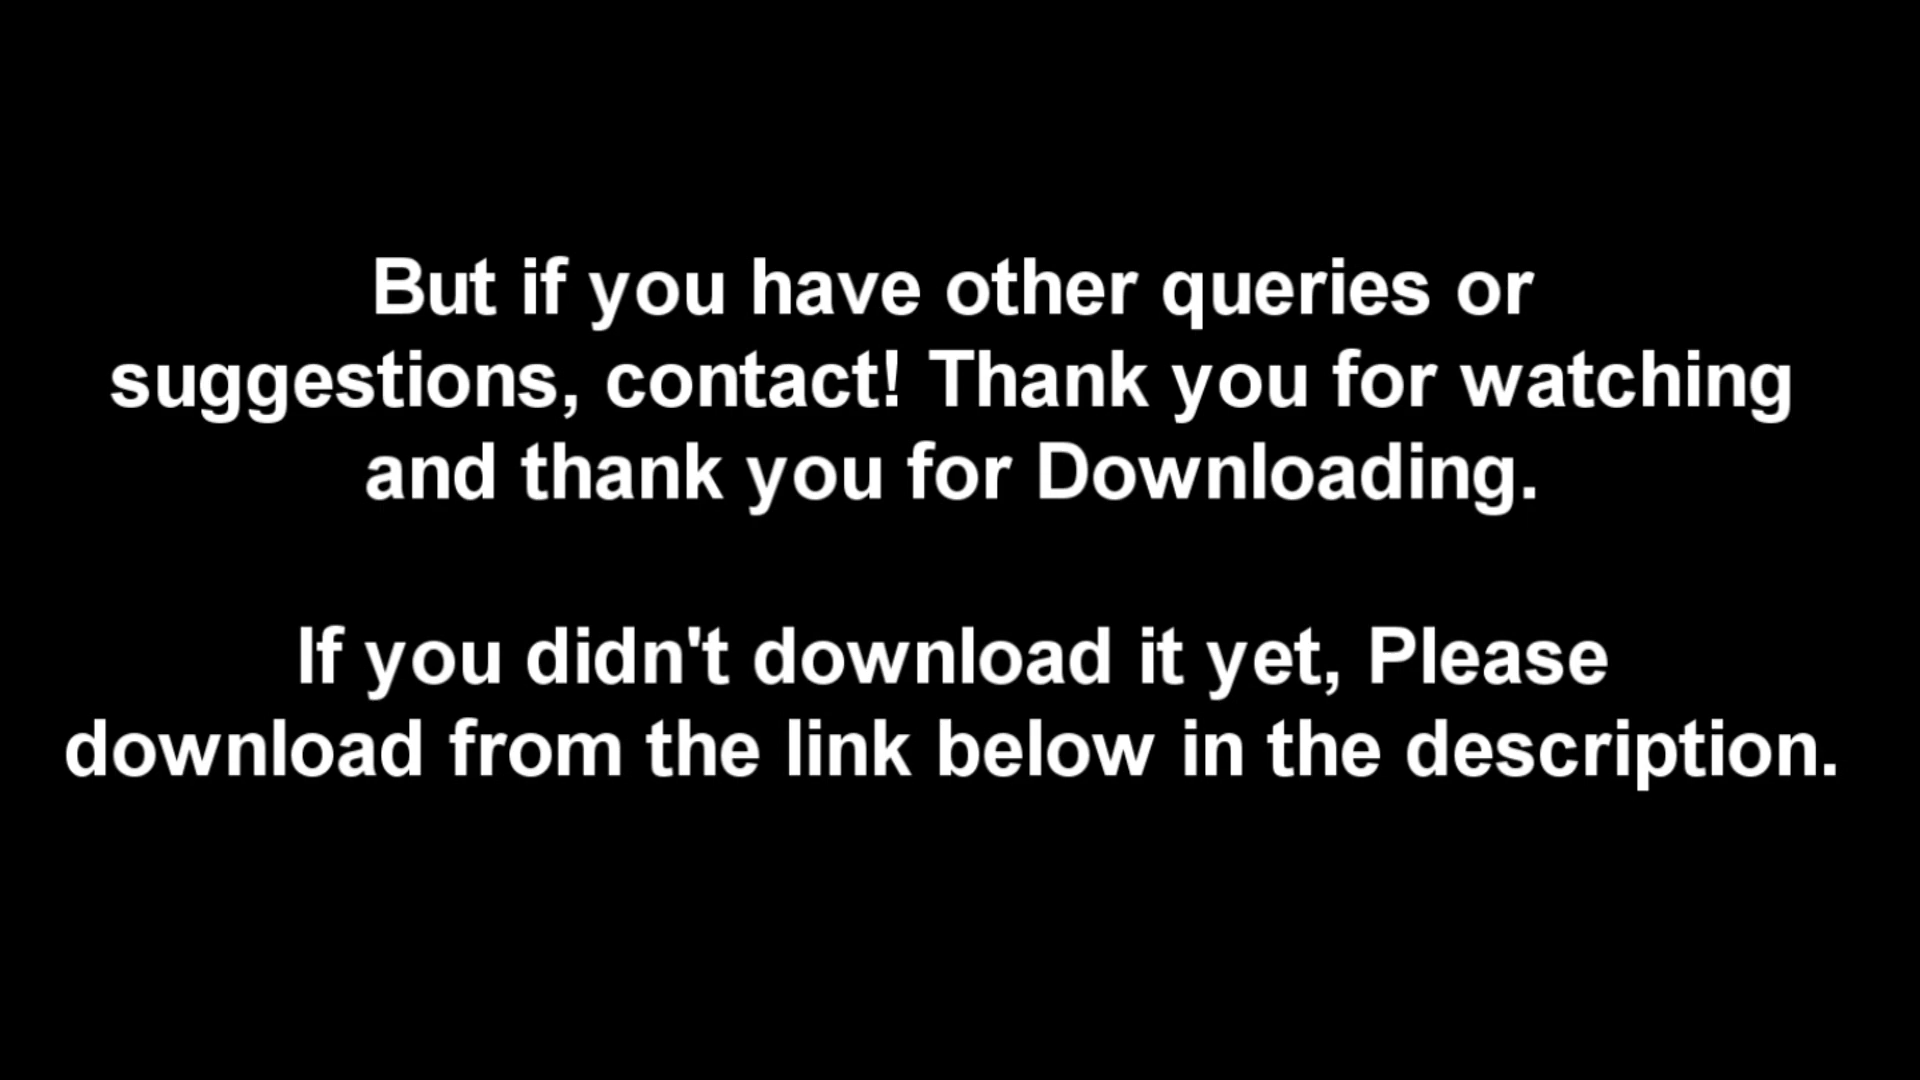 But if you have other queries or
suggestions, contact! Thank you for watching
and thank you for Downloading.
If you didn't download it yet, Please
download from the link below in the description.